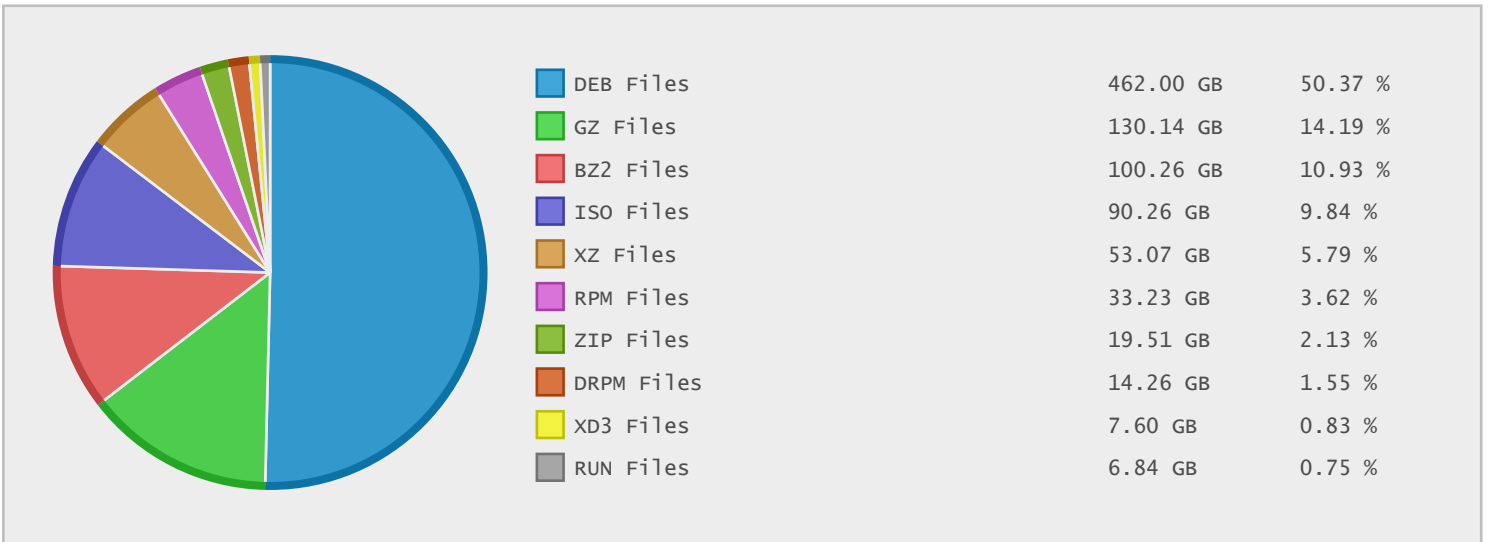 DEB Files 462.00 GB 50.37 %
GZ Files 130.14 GB 14.19 %
BZ2 Files 100.26 GB 10.93 %
ISO Files 90.26 GB 9.84 %
XZ Files 53.07 GB 5.79 %
RPM Files 33.23 GB 3.62 %
ZIP Files 19.51 GB 2.13 %
DRPM Files 14.26 GB 1.55 %
XD3 Files 7.60 GB 0.83 %
RUN Files 6.84 GB 0.75 %